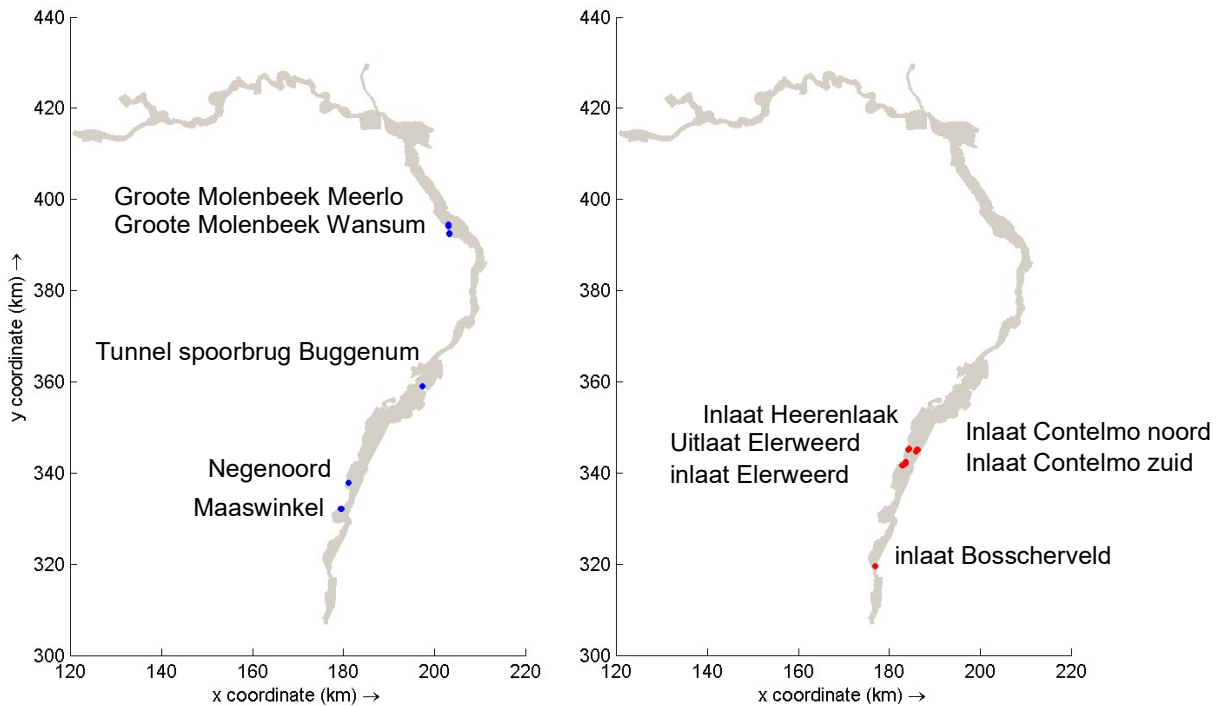 440
420
400
380
360
340
320
300
120
140
160
180
200
220
x coordinate (km) →
y coordinate (km) →
Groote Molenbeek Meerlo
Groote Molenbeek Wansum
Tunnel spoorbrug Buggenum
Negenoord
Maaswinkel
440
420
400
380
360
340
320
300
120
140
160
180
200
220
x coordinate (km) →
Inlaat Heerenlaak
Uitlaat Elerweerd
inlaat Elerweerd
Inlaat Contelmo noord
Inlaat Contelmo zuid
inlaat Bosscherveld